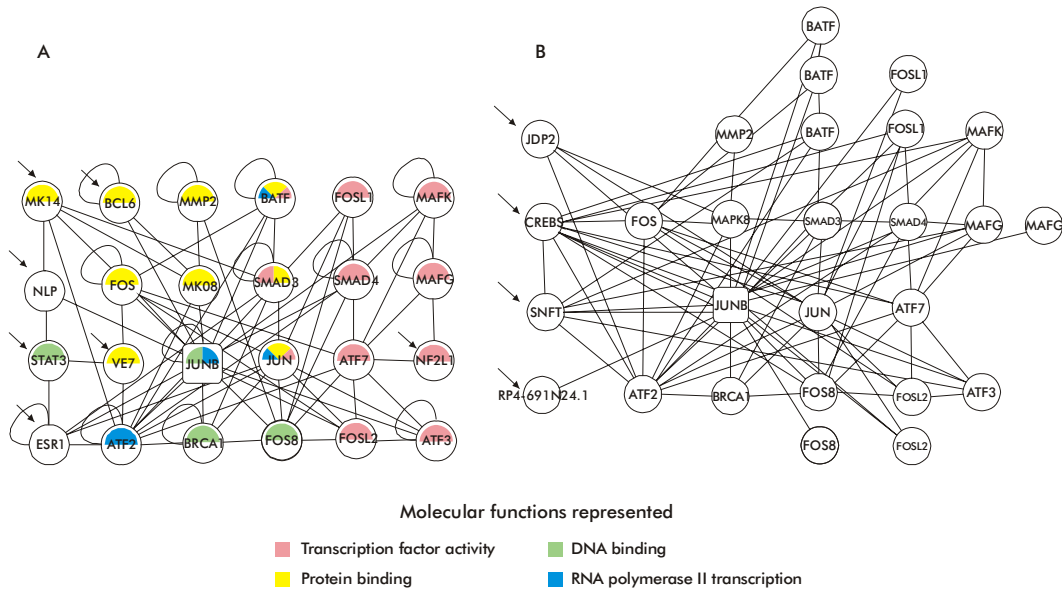 A
B
BATF
BATF
FOSL1
JDP2
MMP2
BATF
FOSL1
MAFK
MK14
BCL6
MMP2
BATF
FOSL1
MAFK
CREBS
FOS
MAPK8
SMAD3
SMAD4
MAFG
MAFG
NLP
FOS
MK08
SMAD3
SMAD4
MAFG
SNFT
JUNB
JUN
ATF7
STAT3
VE7
JUNB
JUN
ATF7
NF2L1
RP4-691N24.1
ATF2
BRCA1
FOS8
FOSL2
ATF3
ESR1
ATF2
BRCA1
FOS8
FOSL2
ATF3
FOS8
FOSL2
Molecular functions represented
Transcription factor activity
DNA binding
Protein binding
RNA polymerase II transcription